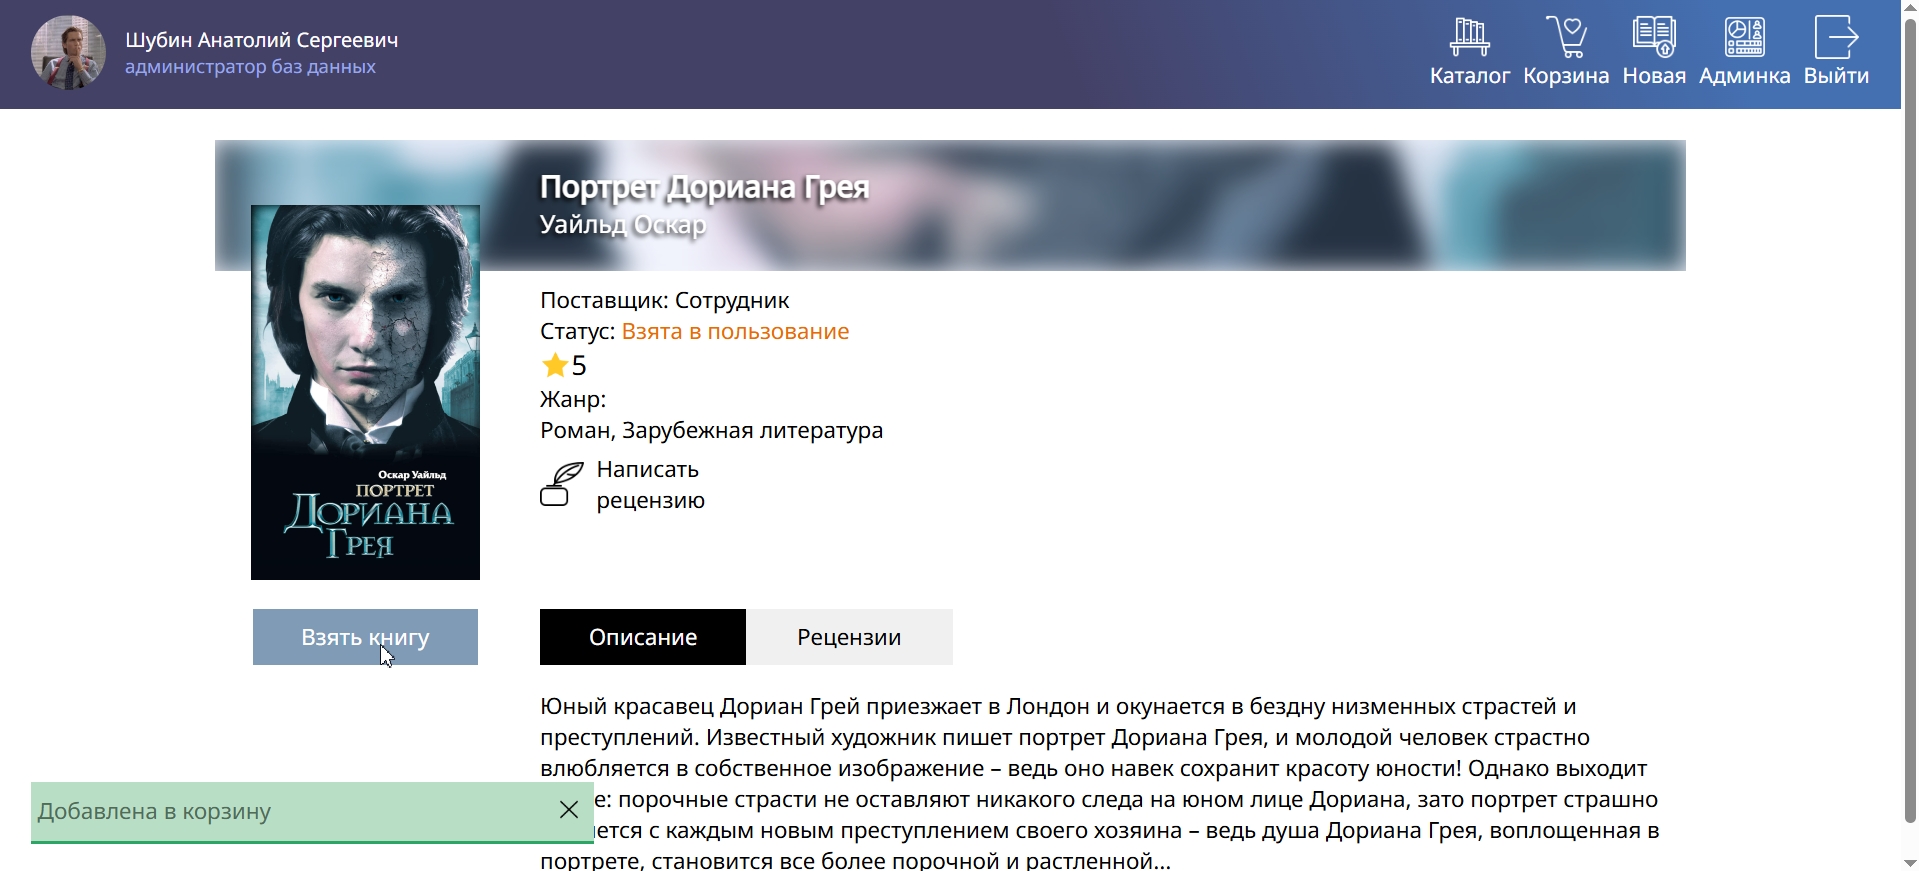 Шубин Анатолий Сергеевич
администратор баз данных
Каталог
Корзина
Новая
Админка
Выйти
Портрет Дориана Грея
Уайльд Оскар
Поставщик: Сотрудник
Статус: Взята в пользование
5
Жанр:
Роман, Зарубежная литература
Написать
рецензию
Оскар Уайльд
ПОРТРЕТ
ДОРИАНА
ГРЕЯ
Взять книгу
Описание
Рецензии
Юный красавец Дориан Грей приезжает в Лондон и окунается в бездну низменных страстей и
преступлений. Известный художник пишет портрет Дориана Грея, и молодой человек страстно
влюбляется в собственное изображение – ведь оно навек сохранит красоту юности! Однако выходит
е: порочные страсти не оставляют никакого следа на юном лице Дориана, зато портрет страшно
ется с каждым новым преступлением своего хозяина – ведь душа Дориана Грея, воплощенная в
портрете, становится все более порочной и растленной...
Добавлена в корзину